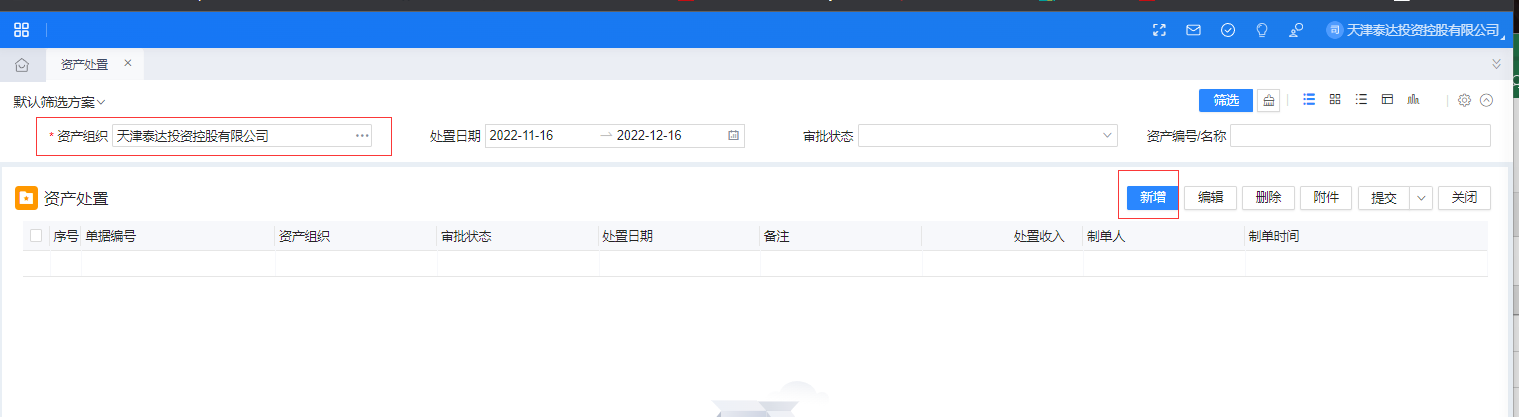 司 天津泰达投资控股有限公司
资产处置
默认筛选方案 筛选
* 资产组织 天津泰达投资控股有限公司 ··· 处置日期 2022-11-16 → 2022-12-16 审批状态 资产编号/名称
资产处置 新增 编辑 删除 附件 提交 关闭
序号 单据编号 资产组织 审批状态 处置日期 备注 处置收入 制单人 制单时间